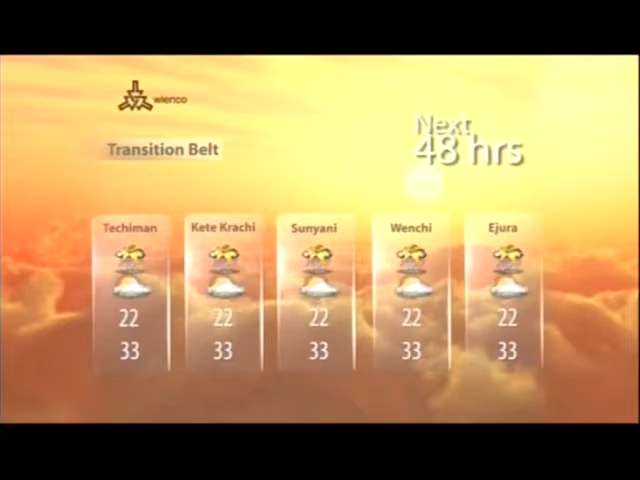 wienco
Transition Belt
Next
48 hrs
Techiman Kete Krachi Sunyani Wenchi Ejura
22 22 22 22 22
33 33 33 33 33